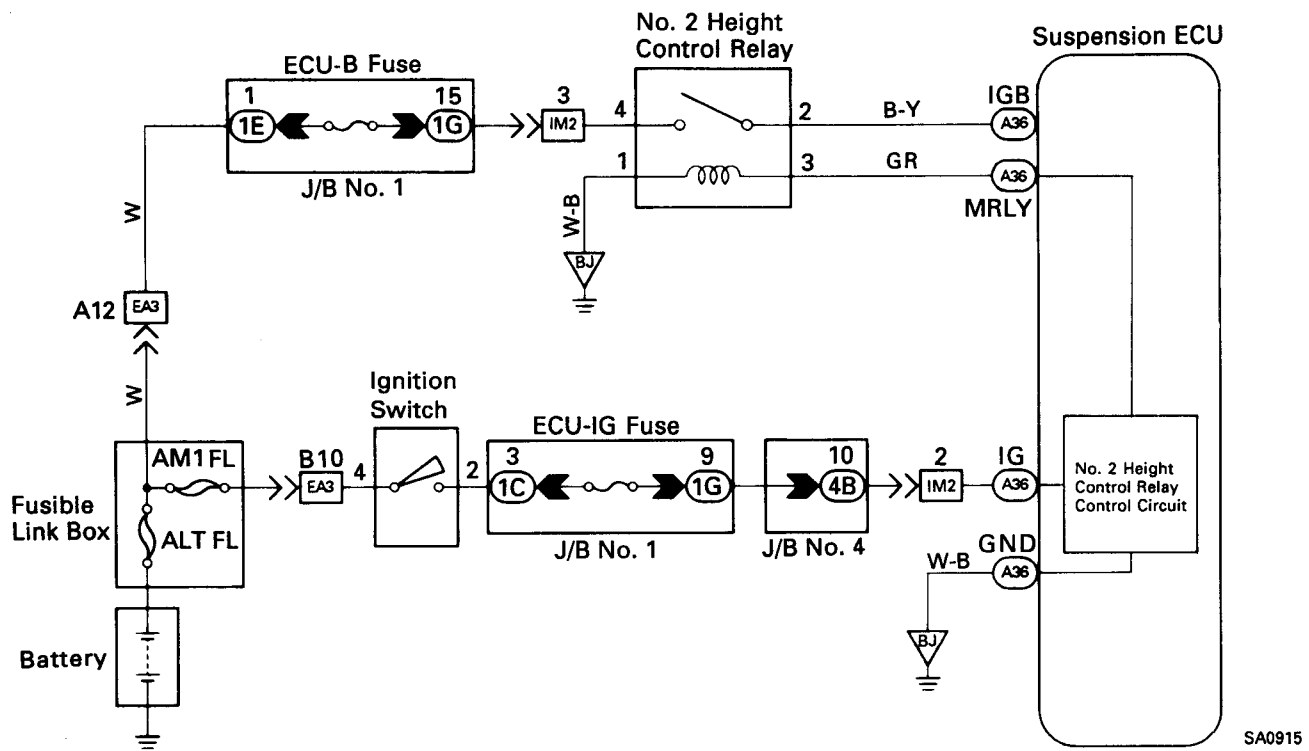 No. 2 Height
Control Relay
Suspension ECU
ECU-B Fuse
1
15
3
1E
1G
IM2
4
2
B-Y
IGB
A36
J/B No. 1
1
3
GR
A36
MRLY
W
W-B
BJ
A12
EA3
W
Ignition
Switch
ECU-IG Fuse
AM1 FL
B10
4
2
3
9
10
2
IG
EA3
1C
1G
4B
IM2
A36
No. 2 Height
Control Relay
Control Circuit
Fusible
Link Box
ALT FL
J/B No. 1
J/B No. 4
GND
W-B
A36
BJ
Battery
SA0915